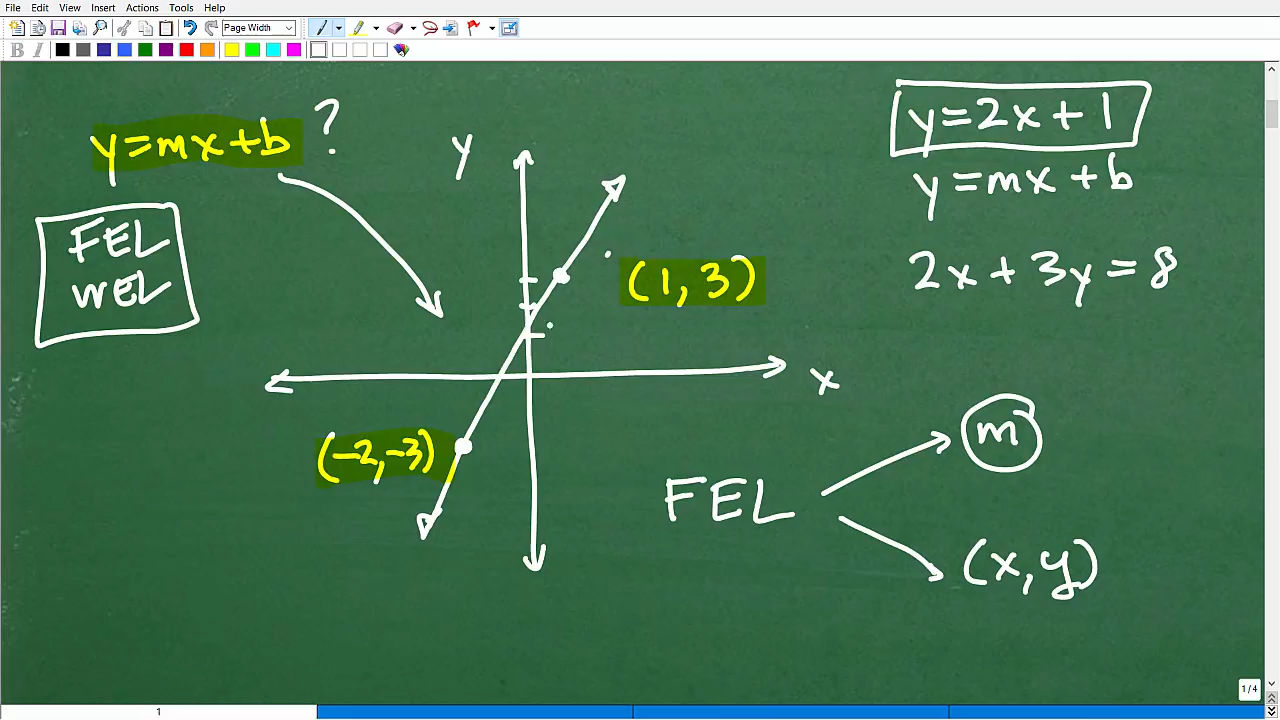 File Edit View Insert Actions Tools Help
Page Width
B I
y=mx+b ?
FEL
WEL
y
(1, 3)
x
(-2,-3)
y=2x+1
y=mx+b
2x+3y=8
FEL
m
(x,y)
1/4
1